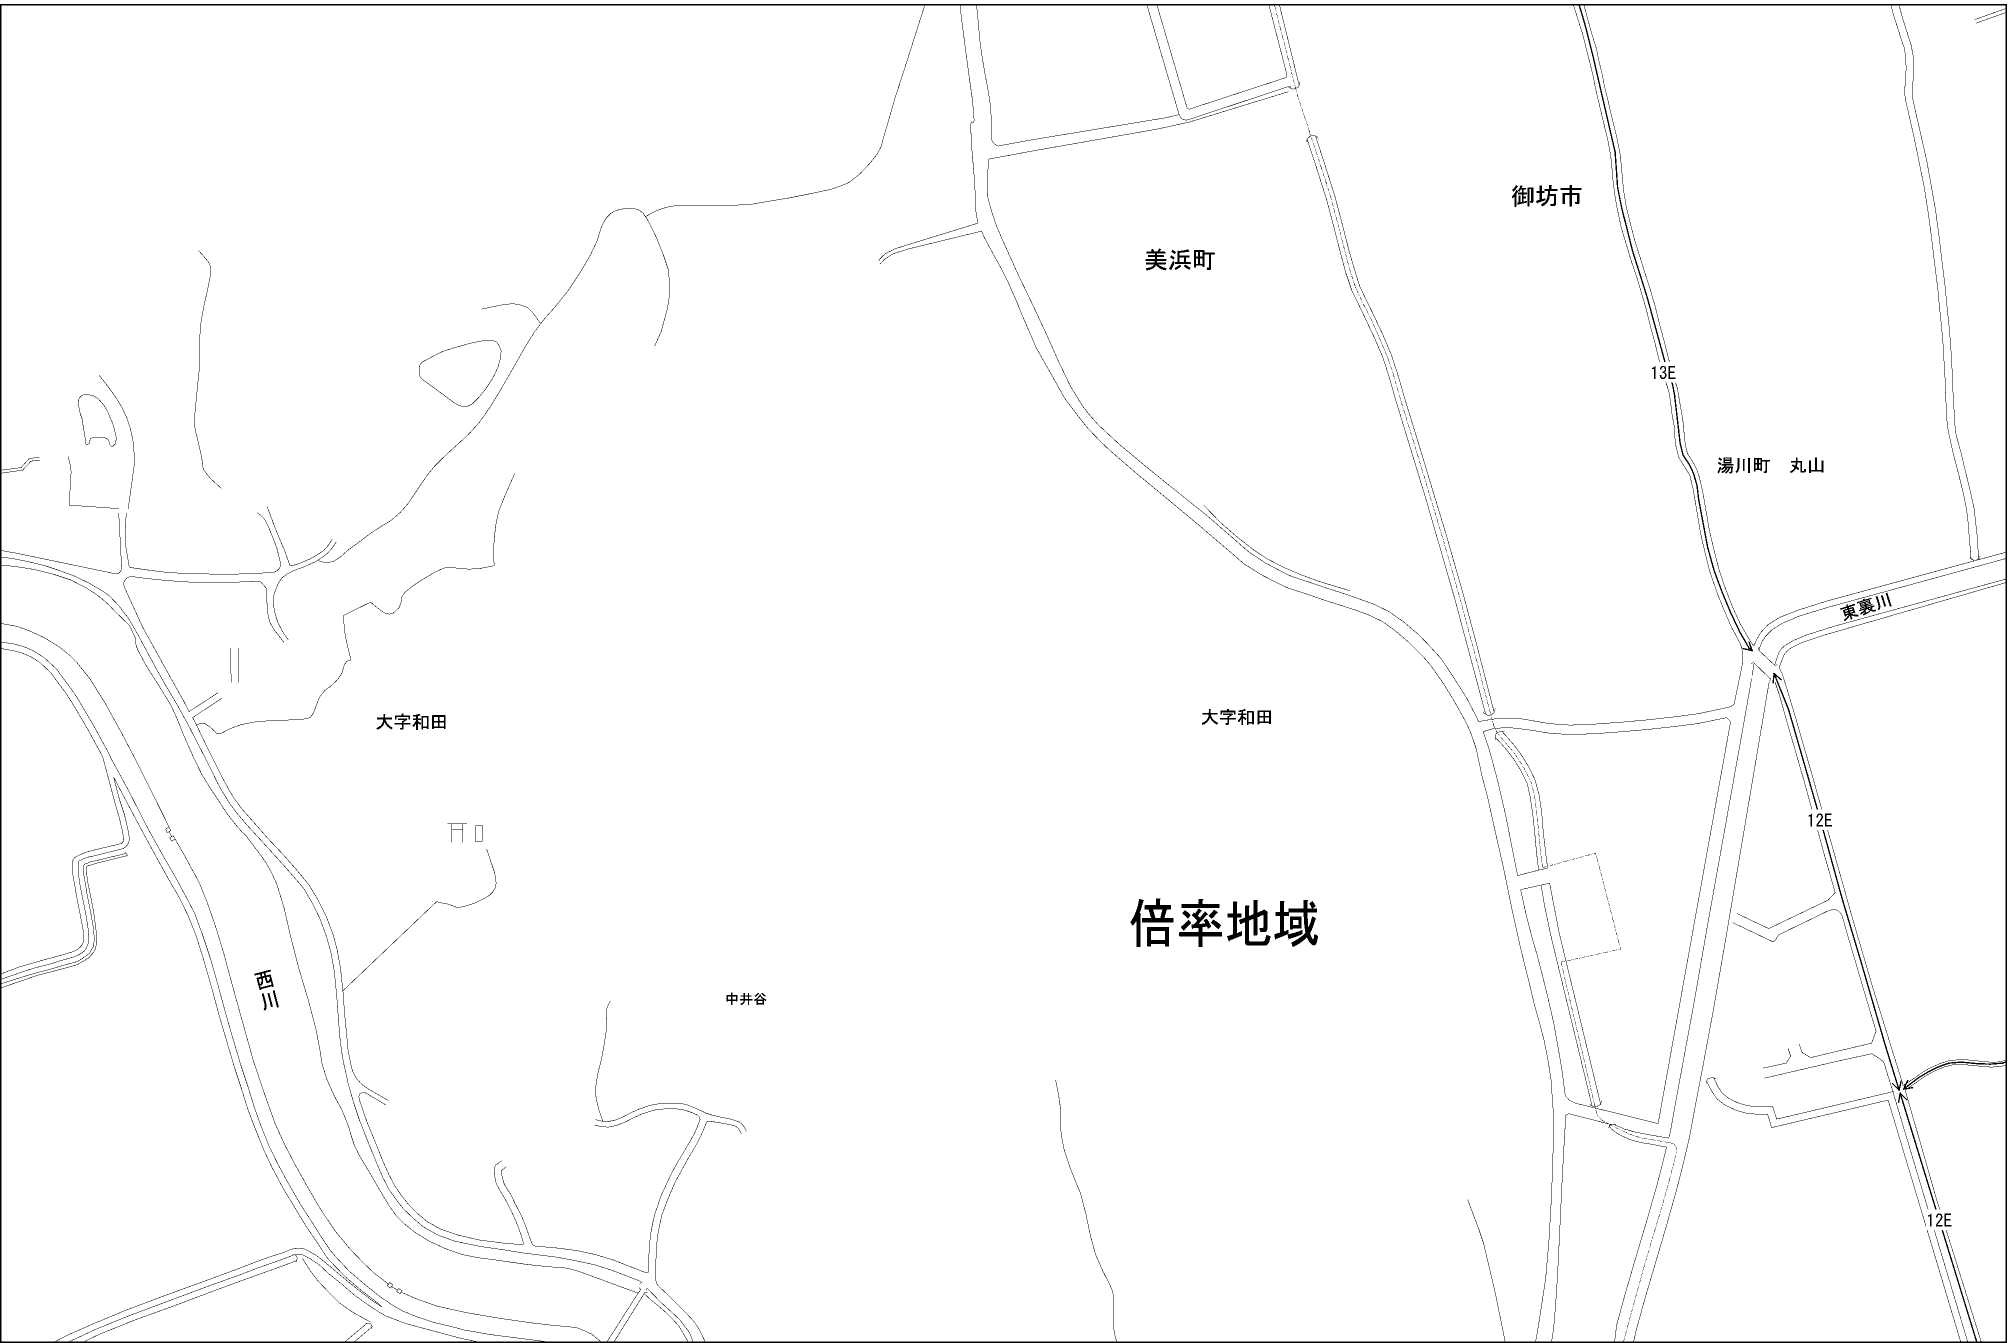 御坊市
美浜町
13E
湯川町　丸山
東裏川
大字和田
大字和田
12E
倍率地域
西川
中井谷
12E